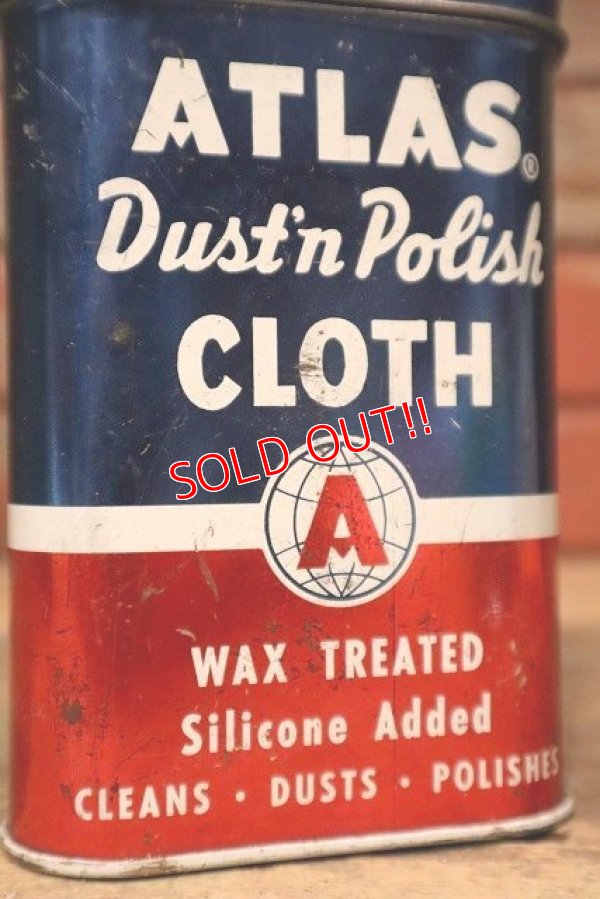 ATLAS®
Dust'n Polish
CLOTH
SOLD OUT!!
A
WAX TREATED
Silicone Added
CLEANS · DUSTS · POLISHES